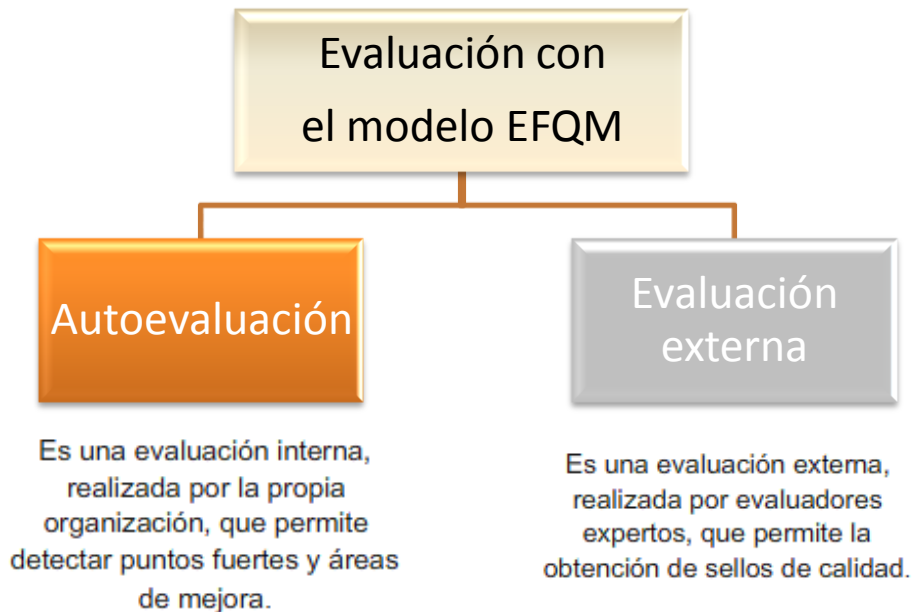 Evaluación con
el modelo EFQM
Autoevaluación
Evaluación
externa
Es una evaluación interna,
realizada por la propia
organización, que permite
detectar puntos fuertes y áreas
de mejora.
Es una evaluación externa,
realizada por evaluadores
expertos, que permite la
obtención de sellos de calidad.